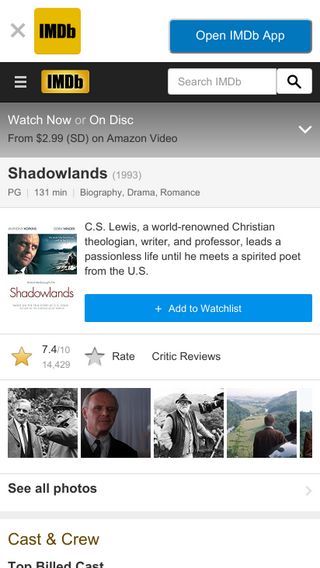 IMDb
Open IMDb App
IMDb
Search IMDb
Watch Now or On Disc
From $2.99 (SD) on Amazon Video
Shadowlands (1993)
PG | 131 min | Biography, Drama, Romance
ANTHONY HOPKINS DEBRA WINGER
Shadowlands
C.S. Lewis, a world-renowned Christian
theologian, writer, and professor, leads a
passionless life until he meets a spirited poet
from the U.S.
+ Add to Watchlist
7.4/10
14,429
Rate
Critic Reviews
See all photos
Cast & Crew
Top Billed Cast